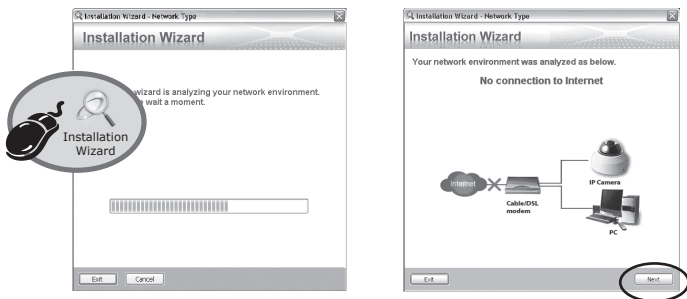 Installation Wizard - Network Type
Installation Wizard
wizard is analyzing your network environment.
wait a moment.
Installation
Wizard
Exit
Cancel
Installation Wizard - Network Type
Installation Wizard
Your network environment was analyzed as below.
No connection to Internet
Internet
Cable/DSL
modem
IP Camera
PC
Exit
Next